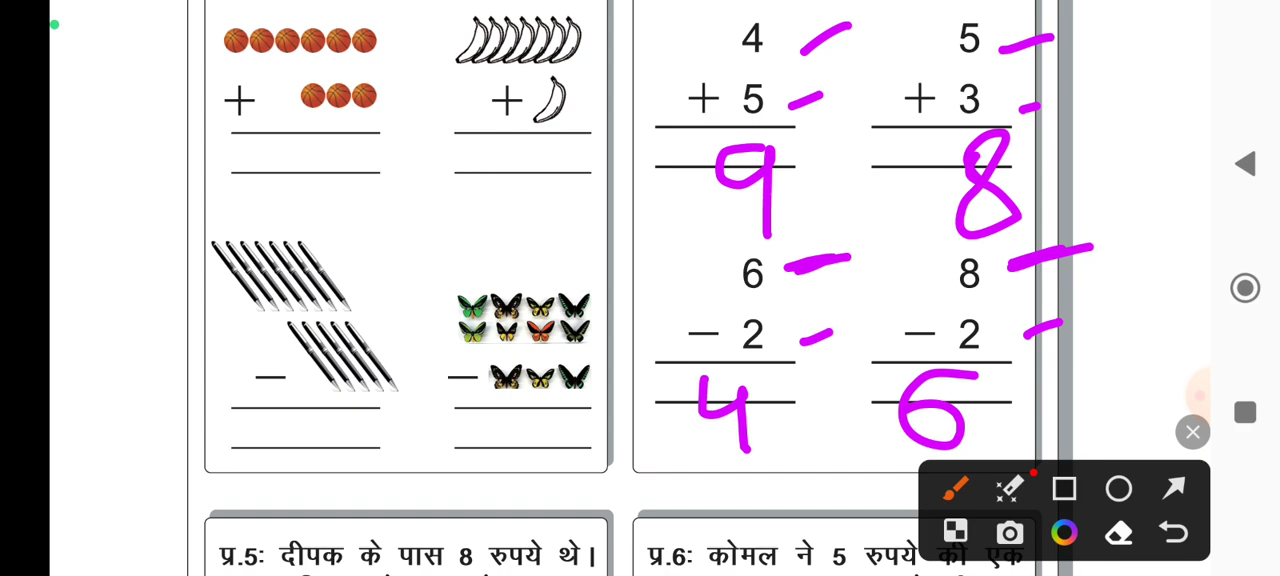 4 5
+ + + 5 + 3
9 8
6 8
− − − 2 − 2
4 6
प्र.5: दीपक के पास 8 रुपये थे। प्र.6: कोमल ने 5 रुपये की एक